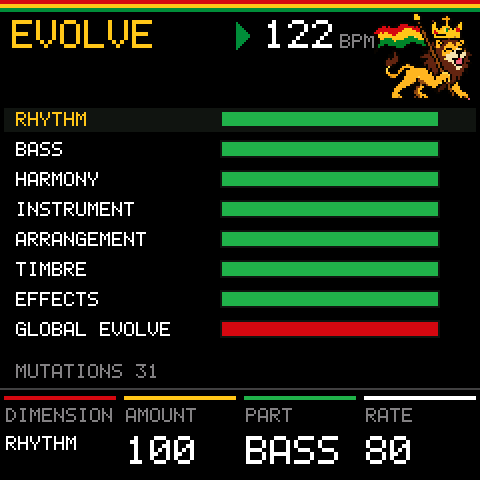 EVOLVE 122 BPM
RHYTHM
BASS
HARMONY
INSTRUMENT
ARRANGEMENT
TIMBRE
EFFECTS
GLOBAL EVOLVE
MUTATIONS 31
DIMENSION AMOUNT PART RATE
RHYTHM 100 BASS 80